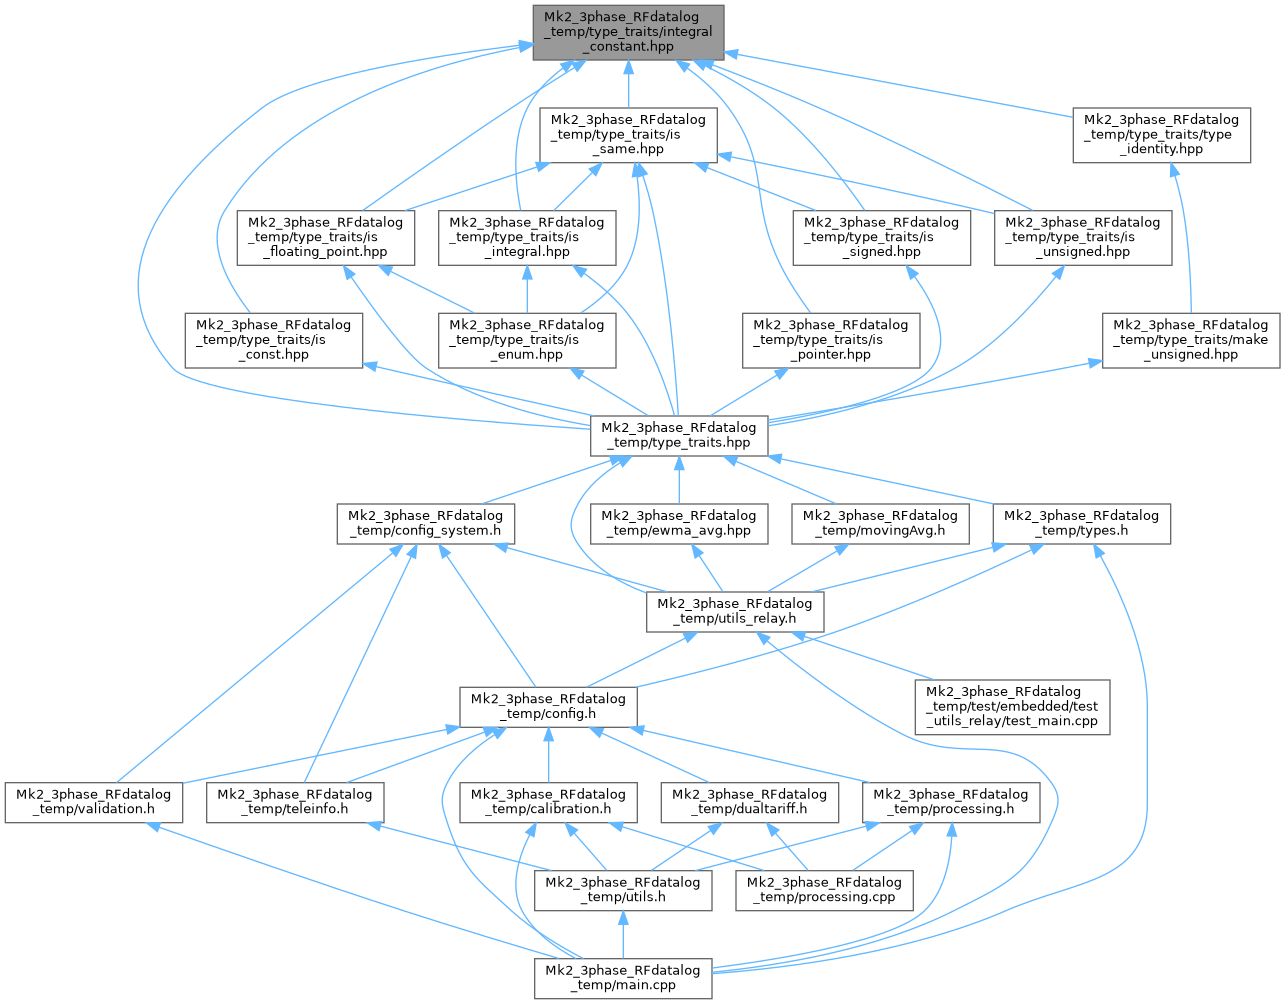 Mk2_3phase_RFdatalog
_temp/type_traits/integral
_constant.hpp
Mk2_3phase_RFdatalog
_temp/type_traits/is
_same.hpp
Mk2_3phase_RFdatalog
_temp/type_traits/type
_identity.hpp
Mk2_3phase_RFdatalog
_temp/type_traits/is
_floating_point.hpp
Mk2_3phase_RFdatalog
_temp/type_traits/is
_integral.hpp
Mk2_3phase_RFdatalog
_temp/type_traits/is
_signed.hpp
Mk2_3phase_RFdatalog
_temp/type_traits/is
_unsigned.hpp
Mk2_3phase_RFdatalog
_temp/type_traits/is
_const.hpp
Mk2_3phase_RFdatalog
_temp/type_traits/is
_enum.hpp
Mk2_3phase_RFdatalog
_temp/type_traits/is
_pointer.hpp
Mk2_3phase_RFdatalog
_temp/type_traits/make
_unsigned.hpp
Mk2_3phase_RFdatalog
_temp/type_traits.hpp
Mk2_3phase_RFdatalog
_temp/config_system.h
Mk2_3phase_RFdatalog
_temp/ewma_avg.hpp
Mk2_3phase_RFdatalog
_temp/movingAvg.h
Mk2_3phase_RFdatalog
_temp/types.h
Mk2_3phase_RFdatalog
_temp/utils_relay.h
Mk2_3phase_RFdatalog
_temp/config.h
Mk2_3phase_RFdatalog
_temp/test/embedded/test
_utils_relay/test_main.cpp
Mk2_3phase_RFdatalog
_temp/validation.h
Mk2_3phase_RFdatalog
_temp/teleinfo.h
Mk2_3phase_RFdatalog
_temp/calibration.h
Mk2_3phase_RFdatalog
_temp/dualtariff.h
Mk2_3phase_RFdatalog
_temp/processing.h
Mk2_3phase_RFdatalog
_temp/utils.h
Mk2_3phase_RFdatalog
_temp/processing.cpp
Mk2_3phase_RFdatalog
_temp/main.cpp